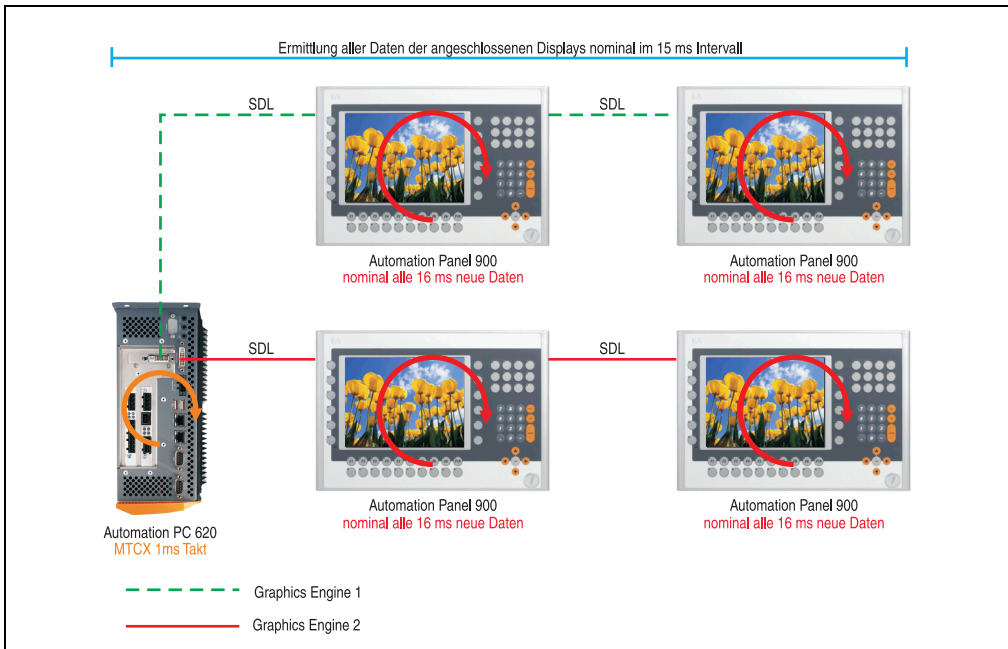 Ermittlung aller Daten der angeschlossenen Displays nominal im 15 ms Intervall
SDL
SDL
Automation Panel 900
nominal alle 16 ms neue Daten
Automation Panel 900
nominal alle 16 ms neue Daten
SDL
SDL
Automation Panel 900
nominal alle 16 ms neue Daten
Automation Panel 900
nominal alle 16 ms neue Daten
Automation PC 620
MTCX 1ms Takt
Graphics Engine 1
Graphics Engine 2